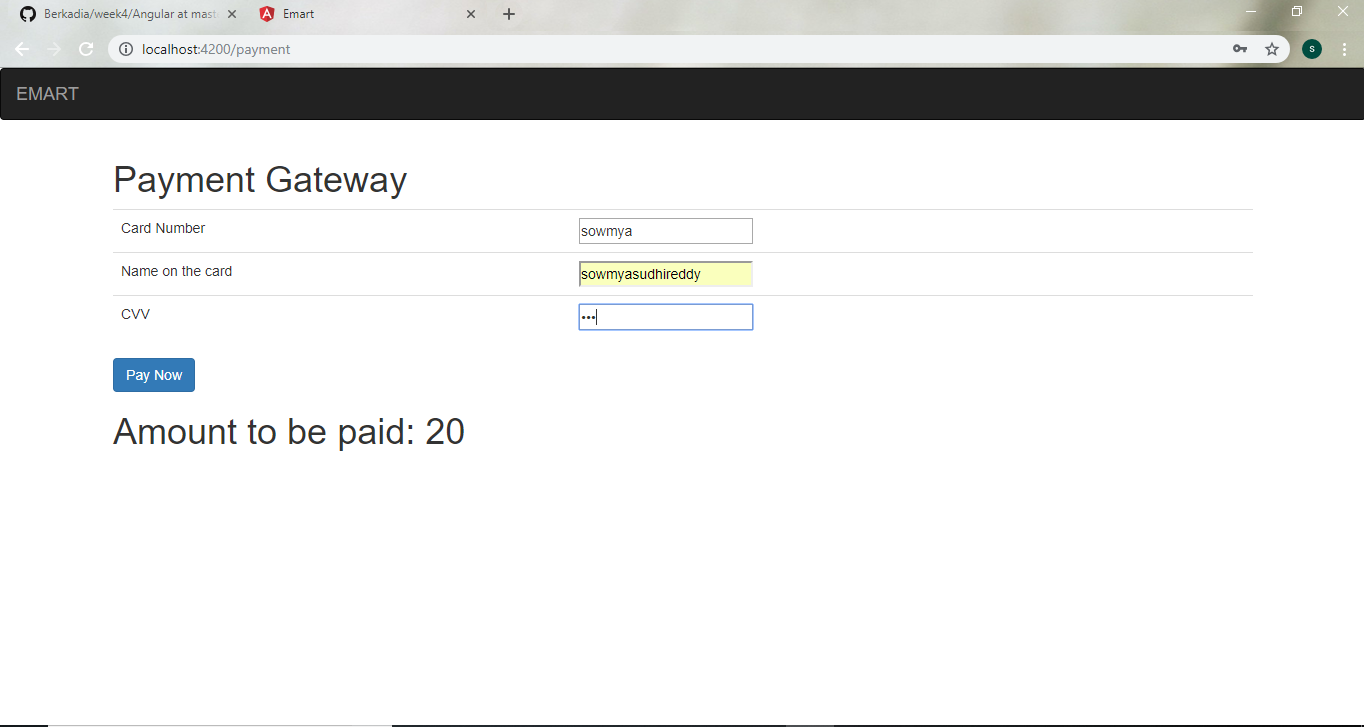 Berkadia/week4/Angular at mast
Emart
localhost:4200/payment
S
EMART
Payment Gateway
Card Number
sowmya
Name on the card
sowmyasudhireddy
CVV
•••
Pay Now
Amount to be paid: 20